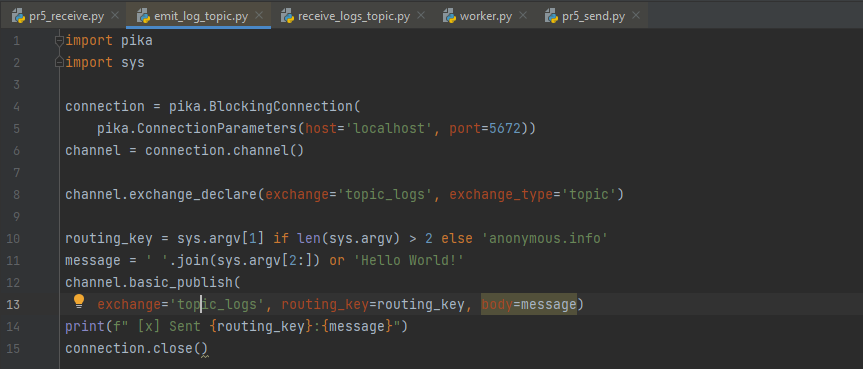 pr5_receive.py emit_log_topic.py receive_logs_topic.py worker.py pr5_send.py
1 import pika
2 import sys
3
4 connection = pika.BlockingConnection(
5     pika.ConnectionParameters(host='localhost', port=5672))
6 channel = connection.channel()
7
8 channel.exchange_declare(exchange='topic_logs', exchange_type='topic')
9
10 routing_key = sys.argv[1] if len(sys.argv) > 2 else 'anonymous.info'
11 message = ' '.join(sys.argv[2:]) or 'Hello World!'
12 channel.basic_publish(
13     exchange='topic_logs', routing_key=routing_key, body=message)
14 print(f" [x] Sent {routing_key}:{message}")
15 connection.close()